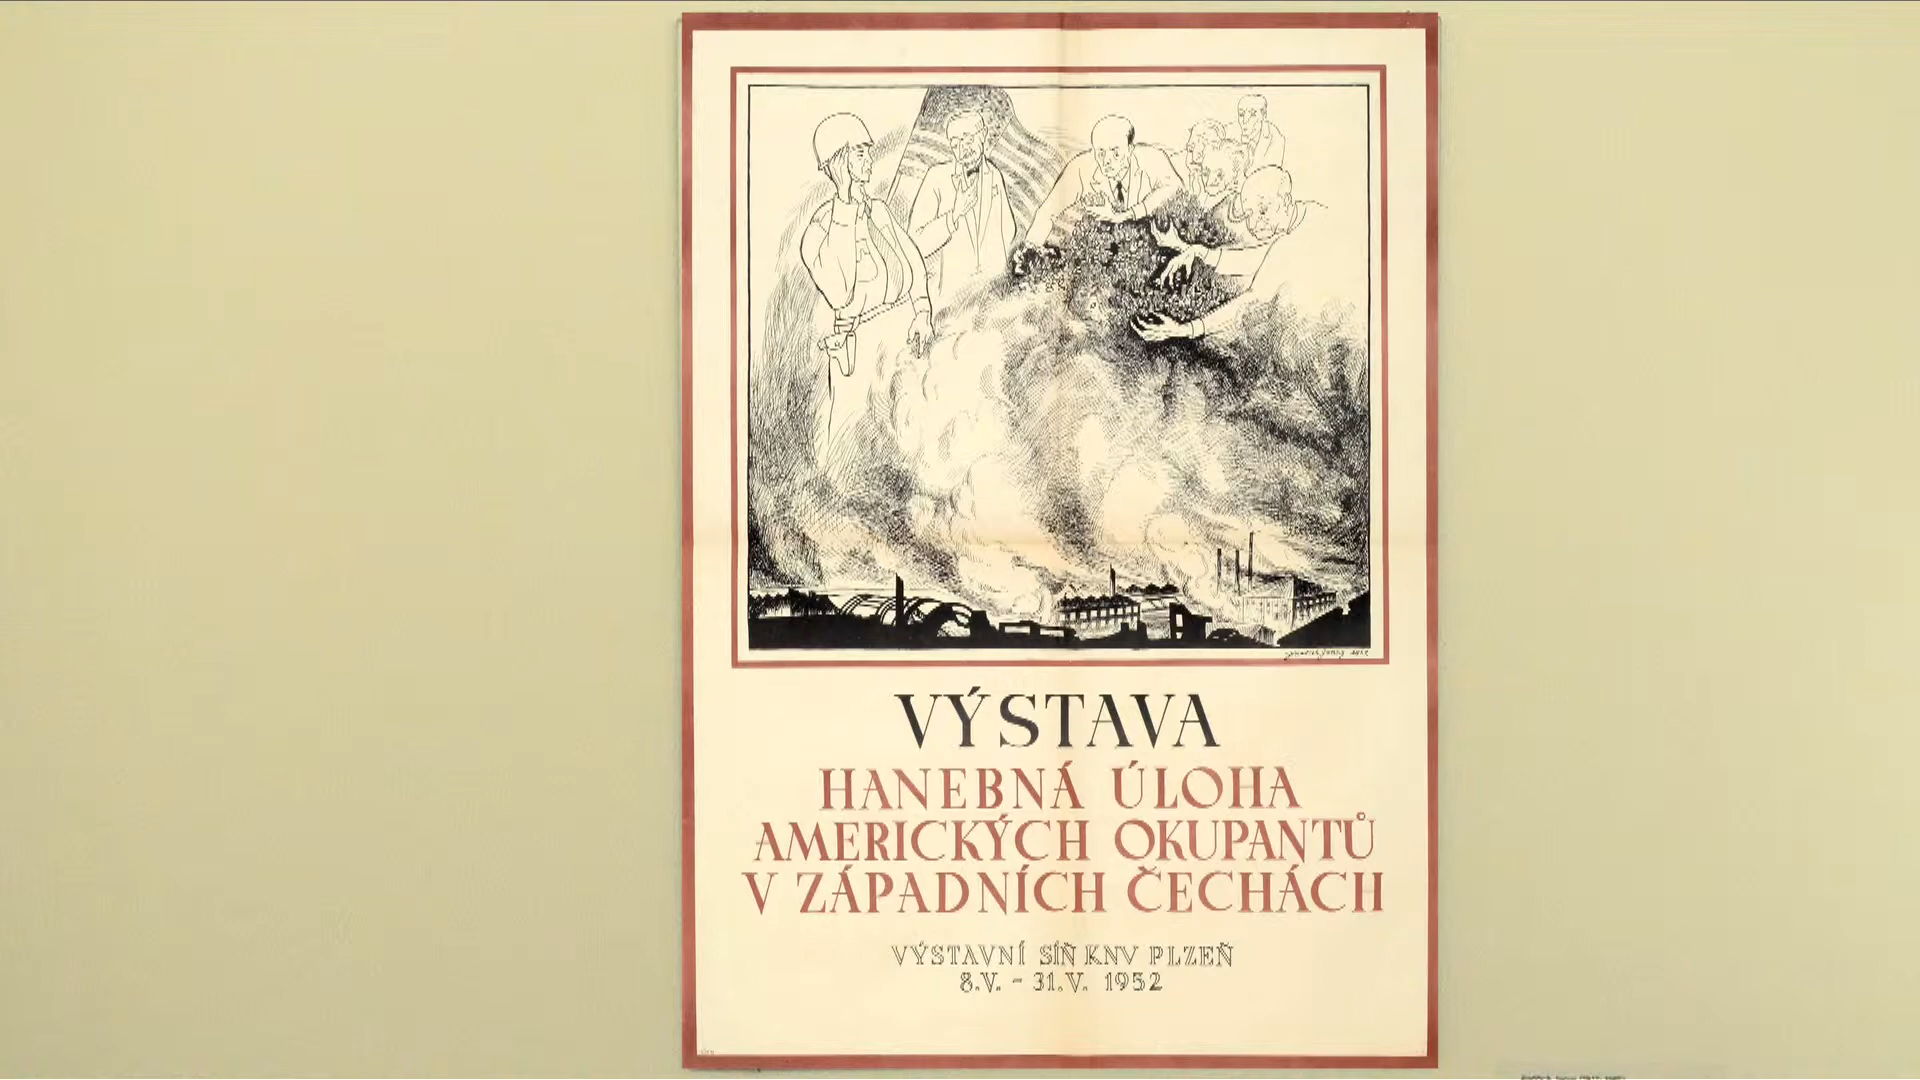 VÝSTAVA
HANEBNÁ ÚLOHA
AMERICKÝCH OKUPANTŮ
V ZÁPADNÍCH ČECHÁCH
VÝSTAVNÍ SÍŇ KNV PLZEŇ
8.V. - 31.V. 1952